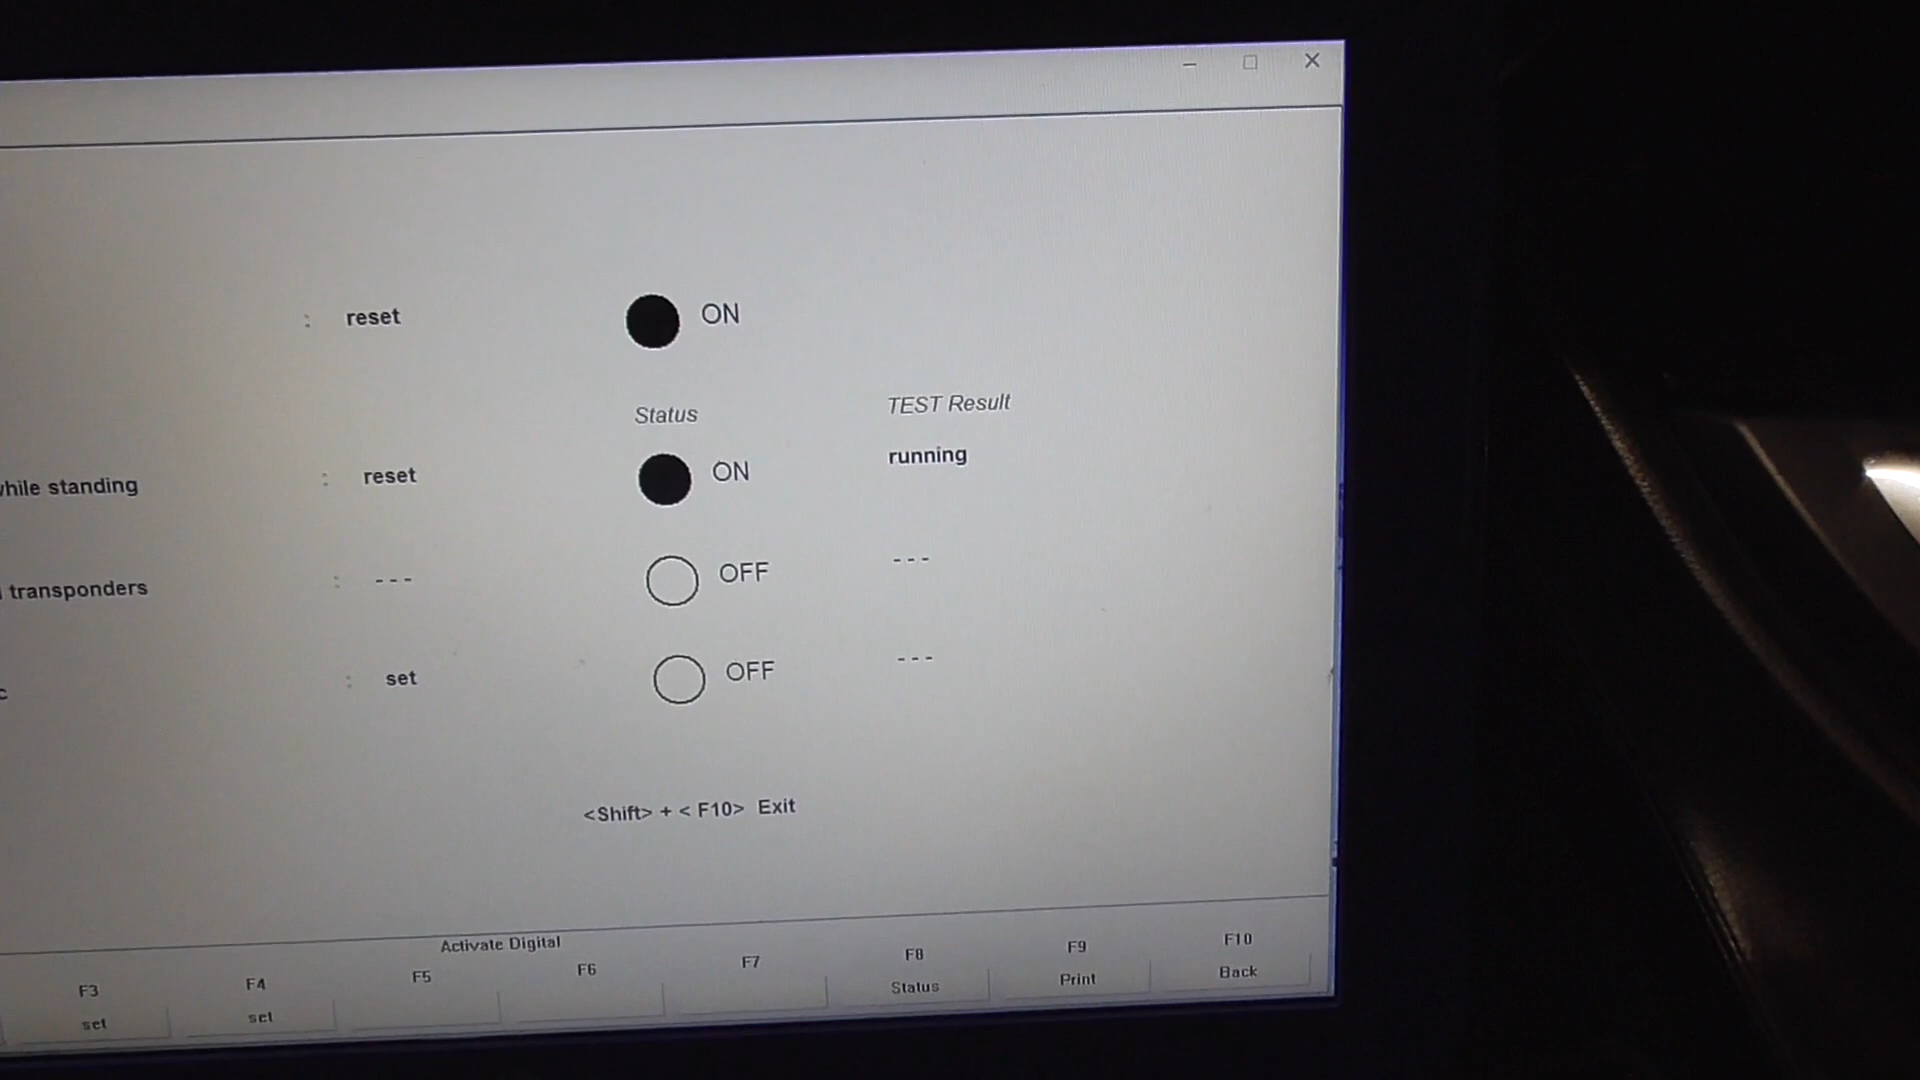 : reset ON
Status TEST Result
while standing : reset ON running
transponders : --- OFF ---
: set OFF ---
<Shift> + < F10> Exit
Activate Digital
F3 F4 F5 F6 F7 F8 F9 F10
set set Status Print Back